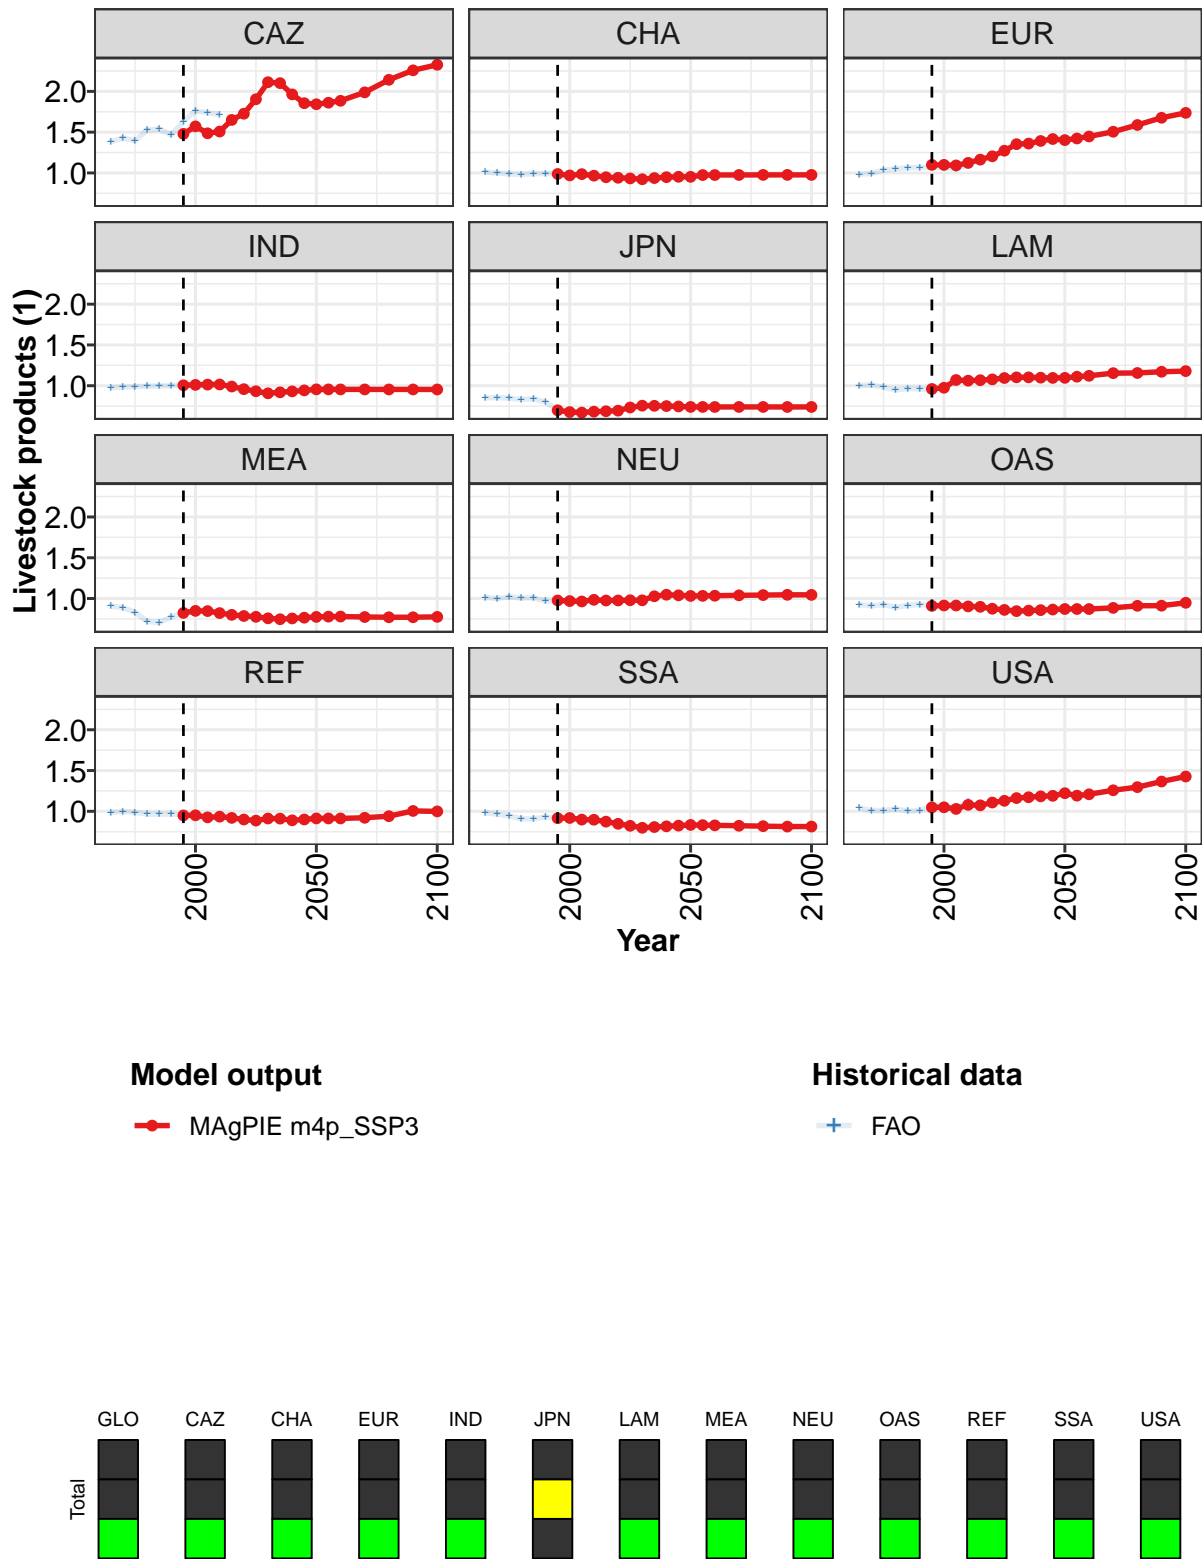 CAZ CHA EUR
2.0
1.5
1.0
IND JPN LAM
2.0
1.5
1.0
MEA NEU OAS
2.0
1.5
1.0
REF SSA USA
2.0
1.5
1.0
Livestock products (1)
2000 2050 2100 2000 2050 2100 2000 2050 2100
Year
Model output Historical data
MAgPIE m4p_SSP3 FAO
GLO CAZ CHA EUR IND JPN LAM MEA NEU OAS REF SSA USA
Total